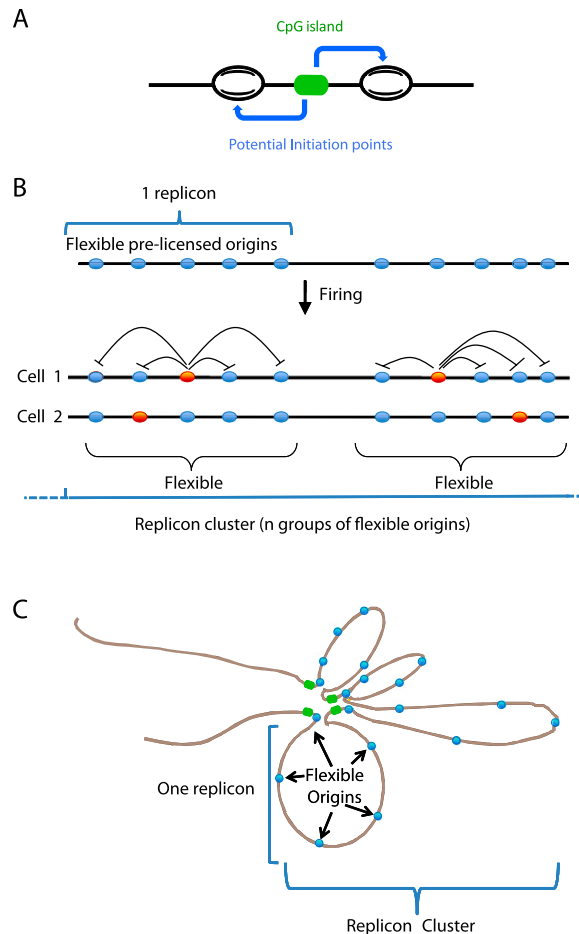 A
CpG island
Potential Initiation points
B
1 replicon
Flexible pre-licensed origins
Firing
Cell 1
Cell 2
Flexible
Flexible
Replicon cluster (n groups of flexible origins)
C
One replicon
Flexible
Origins
Replicon Cluster